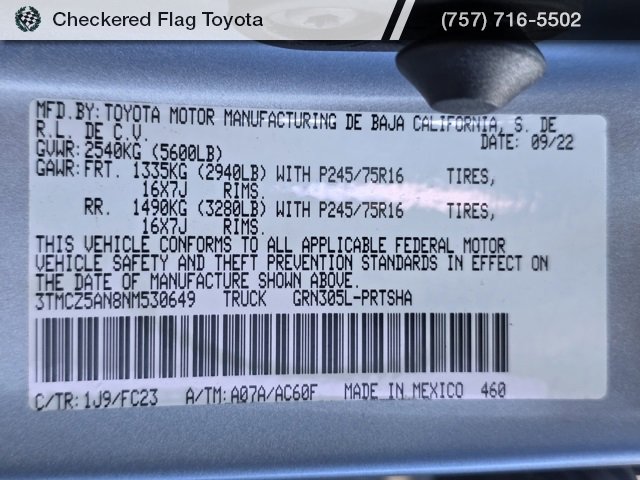 Checkered Flag Toyota
(757) 716-5502
MFD.BY: TOYOTA MOTOR MANUFACTURING DE BAJA CALIFORNIA, S. DE
R.L. DE C.V.
DATE: 09/22
GVWR: 2540KG (5600LB)
GAWR: FRT. 1335KG (2940LB) WITH P245/75R16 TIRES,
16X7J RIMS.
RR. 1490KG (3280LB) WITH P245/75R16 TIRES,
16X7J RIMS.
THIS VEHICLE CONFORMS TO ALL APPLICABLE FEDERAL MOTOR
VEHICLE SAFETY AND THEFT PREVENTION STANDARDS IN EFFECT ON
THE DATE OF MANUFACTURE SHOWN ABOVE.
3TMCZ5AN8NM530649 TRUCK GRN305L-PRTSHA
C/TR: 1J9/FC23 A/TM: A07A/AC60F MADE IN MEXICO 460